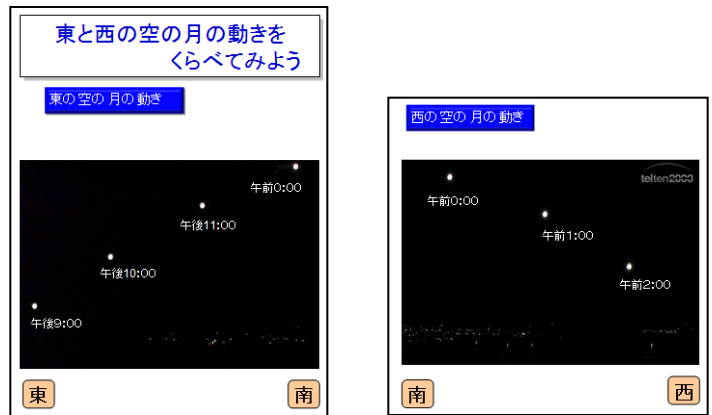 東と西の空の月の動きを
くらべてみよう
東の空の月の動き
午前0:00
午後11:00
午後10:00
午後9:00
東
南
西の空の月の動き
telten2000
午前0:00
午前1:00
午前2:00
南
西